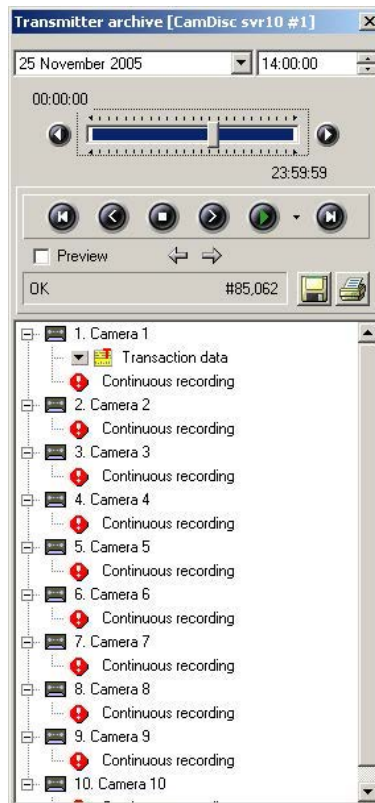 Transmitter archive [CamDisc svr10 #1]
25 November 2005 14:00:00
00:00:00
23:59:59
Preview
OK #85,062
1. Camera 1
Transaction data
Continuous recording
2. Camera 2
Continuous recording
3. Camera 3
Continuous recording
4. Camera 4
Continuous recording
5. Camera 5
Continuous recording
6. Camera 6
Continuous recording
7. Camera 7
Continuous recording
8. Camera 8
Continuous recording
9. Camera 9
Continuous recording
10. Camera 10